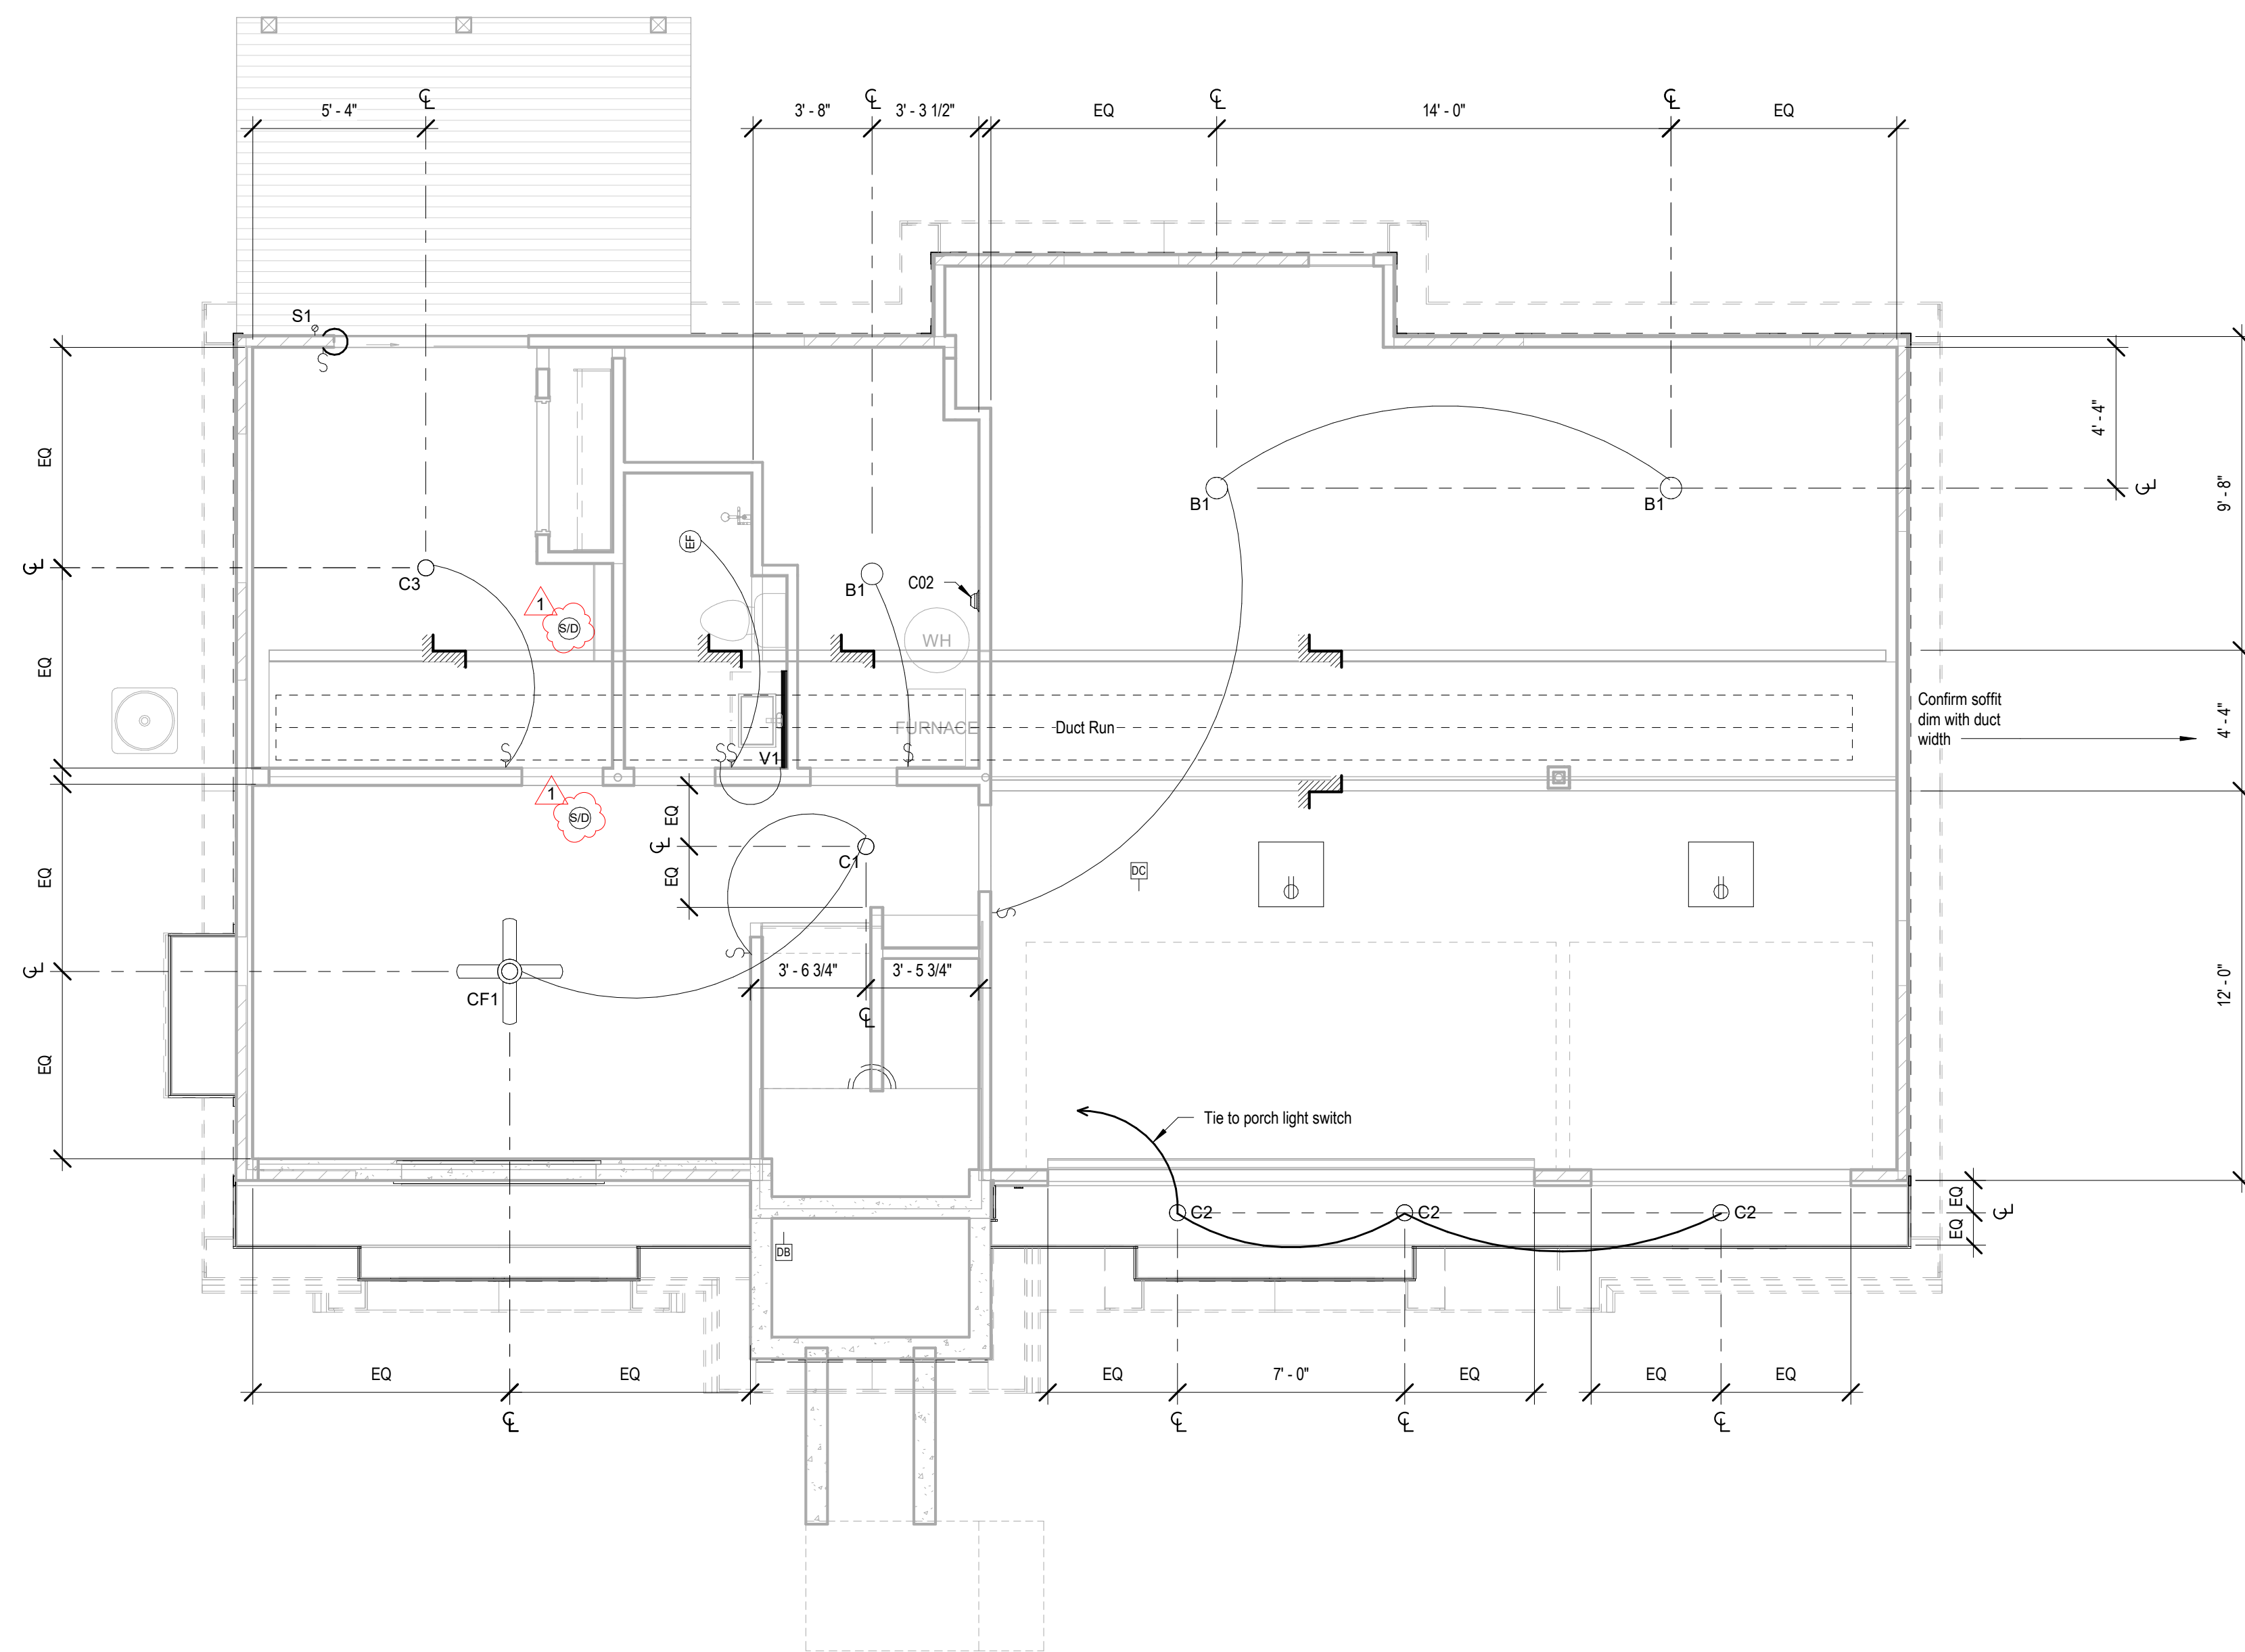 5' - 4"
3' - 8"
3' - 3 1/2"
EQ
14' - 0"
EQ
S1
EQ
4' - 4"
9' - 8"
B1
B1
EF
C3
B1
C02
1
S/D
WH
EQ
Confirm soffit
dim with duct
width
4' - 4"
FURNACE
Duct Run
S
S
SS
S
V1
1
S/D
EQ
C1
EQ
EQ
DC
S
S
3' - 6 3/4"
3' - 5 3/4"
CF1
12' - 0"
EQ
Tie to porch light switch
C2
C2
C2
EQ
EQ
DB
EQ
EQ
EQ
7' - 0"
EQ
EQ
EQ